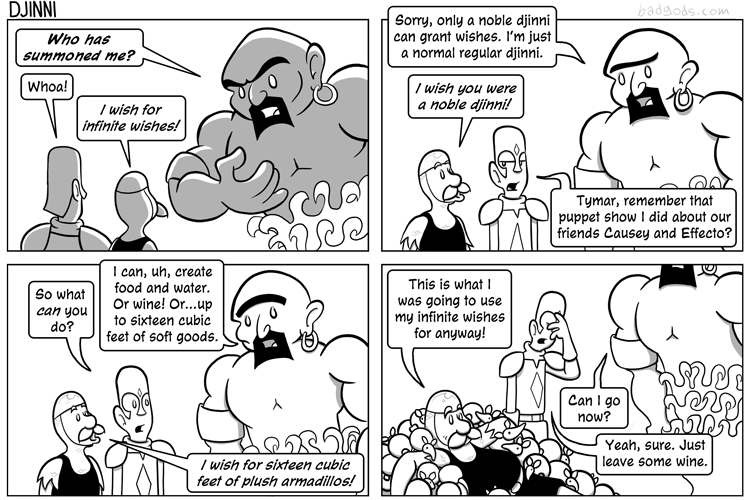 DJINNI
badgods.com
Who has
summoned me?
Whoa!
I wish for
infinite wishes!
Sorry, only a noble djinni
can grant wishes. I'm just
a normal regular djinni.
I wish you were
a noble djinni!
Tymar, remember that
puppet show I did about our
friends Causey and Effecto?
So what
can you
do?
I can, uh, create
food and water.
Or wine! Or...up
to sixteen cubic
feet of soft goods.
I wish for sixteen cubic
feet of plush armadillos!
This is what I
was going to use
my infinite wishes
for anyway!
Can I go
now?
Yeah, sure. Just
leave some wine.